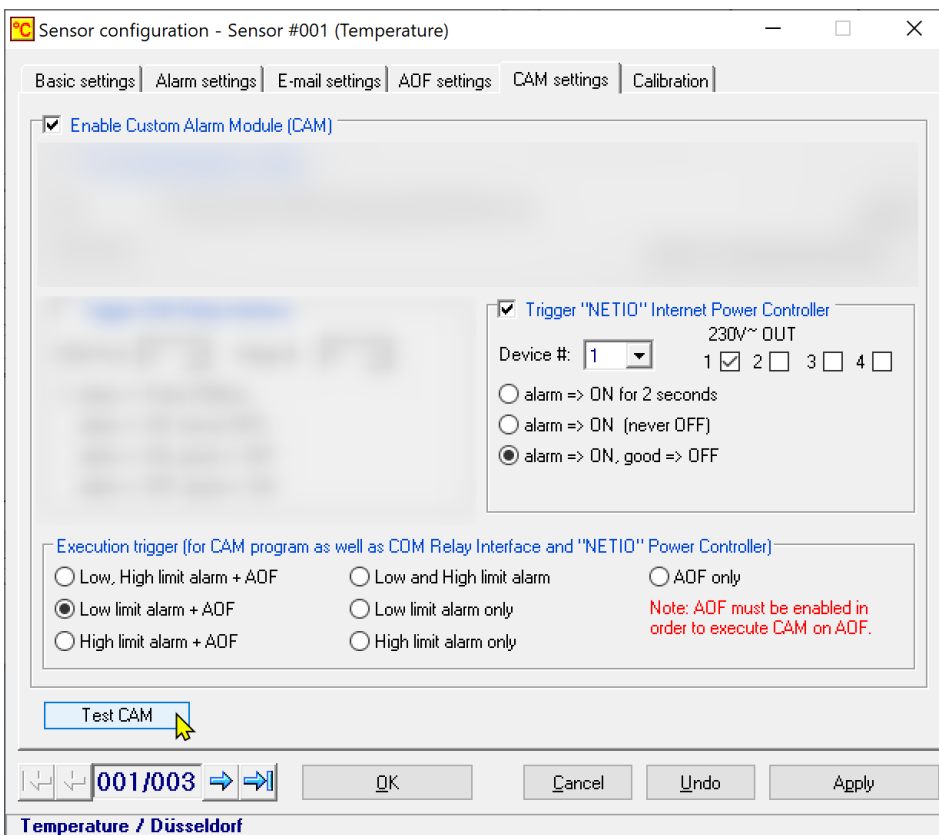 °C Sensor configuration - Sensor #001 (Temperature)
Basic settings Alarm settings E-mail settings AOF settings CAM settings Calibration
Enable Custom Alarm Module (CAM)
Trigger "NETIO" Internet Power Controller
230V~ OUT
Device #: 1 1 2 3 4
alarm => ON for 2 seconds
alarm => ON (never OFF)
alarm => ON, good => OFF
Execution trigger (for CAM program as well as COM Relay Interface and "NETIO" Power Controller)
Low, High limit alarm + AOF Low and High limit alarm AOF only
Low limit alarm + AOF Low limit alarm only Note: AOF must be enabled in
order to execute CAM on AOF.
High limit alarm + AOF High limit alarm only
Test CAM
001/003 OK Cancel Undo Apply
Temperature / Düsseldorf